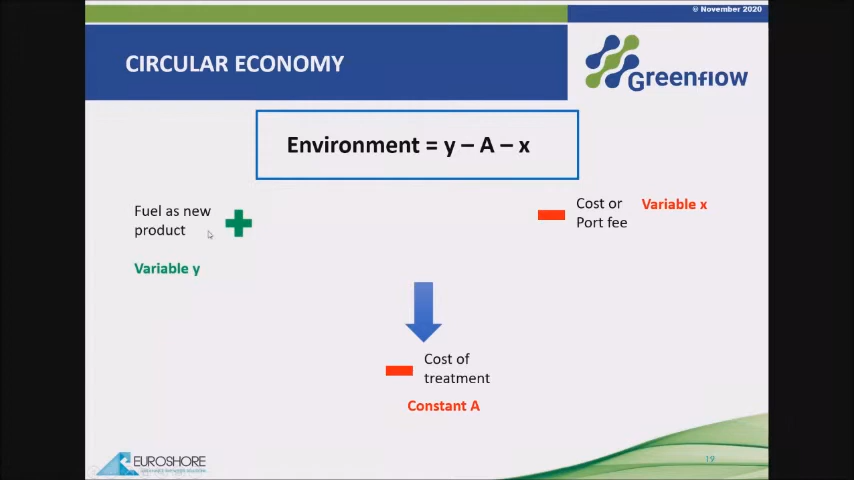 © November 2020
CIRCULAR ECONOMY
Greenflow
Environment = y – A – x
Fuel as new
product
Variable y
Cost or
Port fee
Variable x
Cost of
treatment
Constant A
EUROSHORE
19